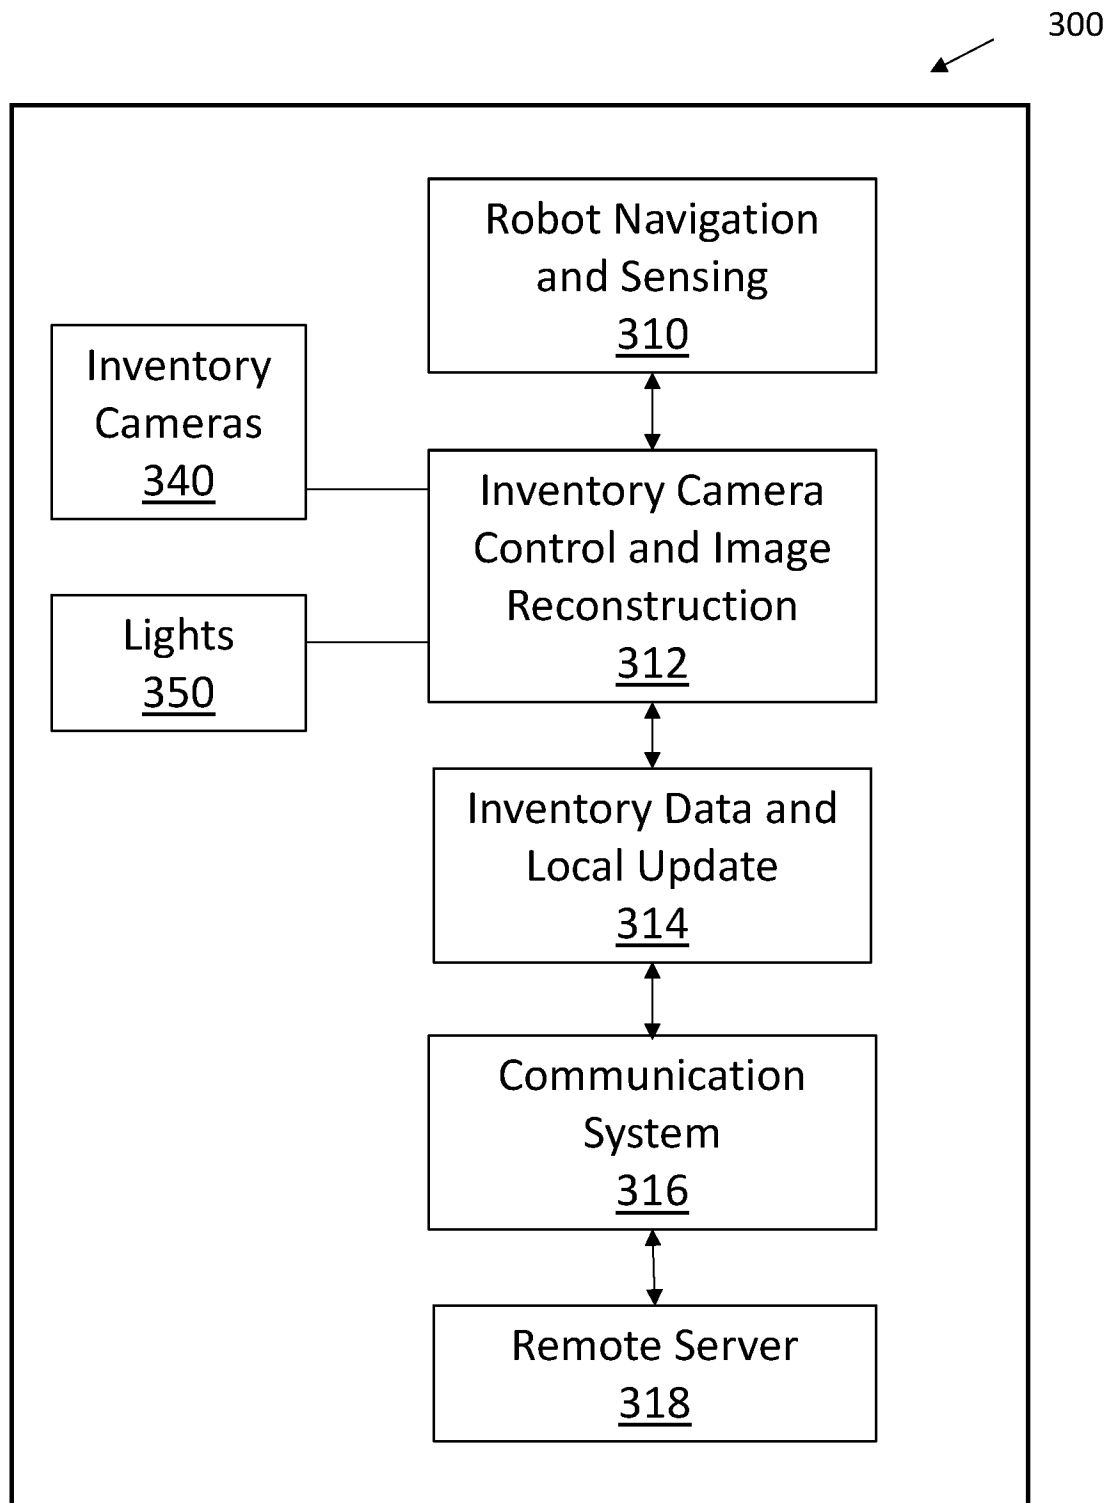 300
Robot Navigation
and Sensing
310
Inventory
Cameras
340
Inventory Camera
Control and Image
Reconstruction
312
Lights
350
Inventory Data and
Local Update
314
Communication
System
316
Remote Server
318